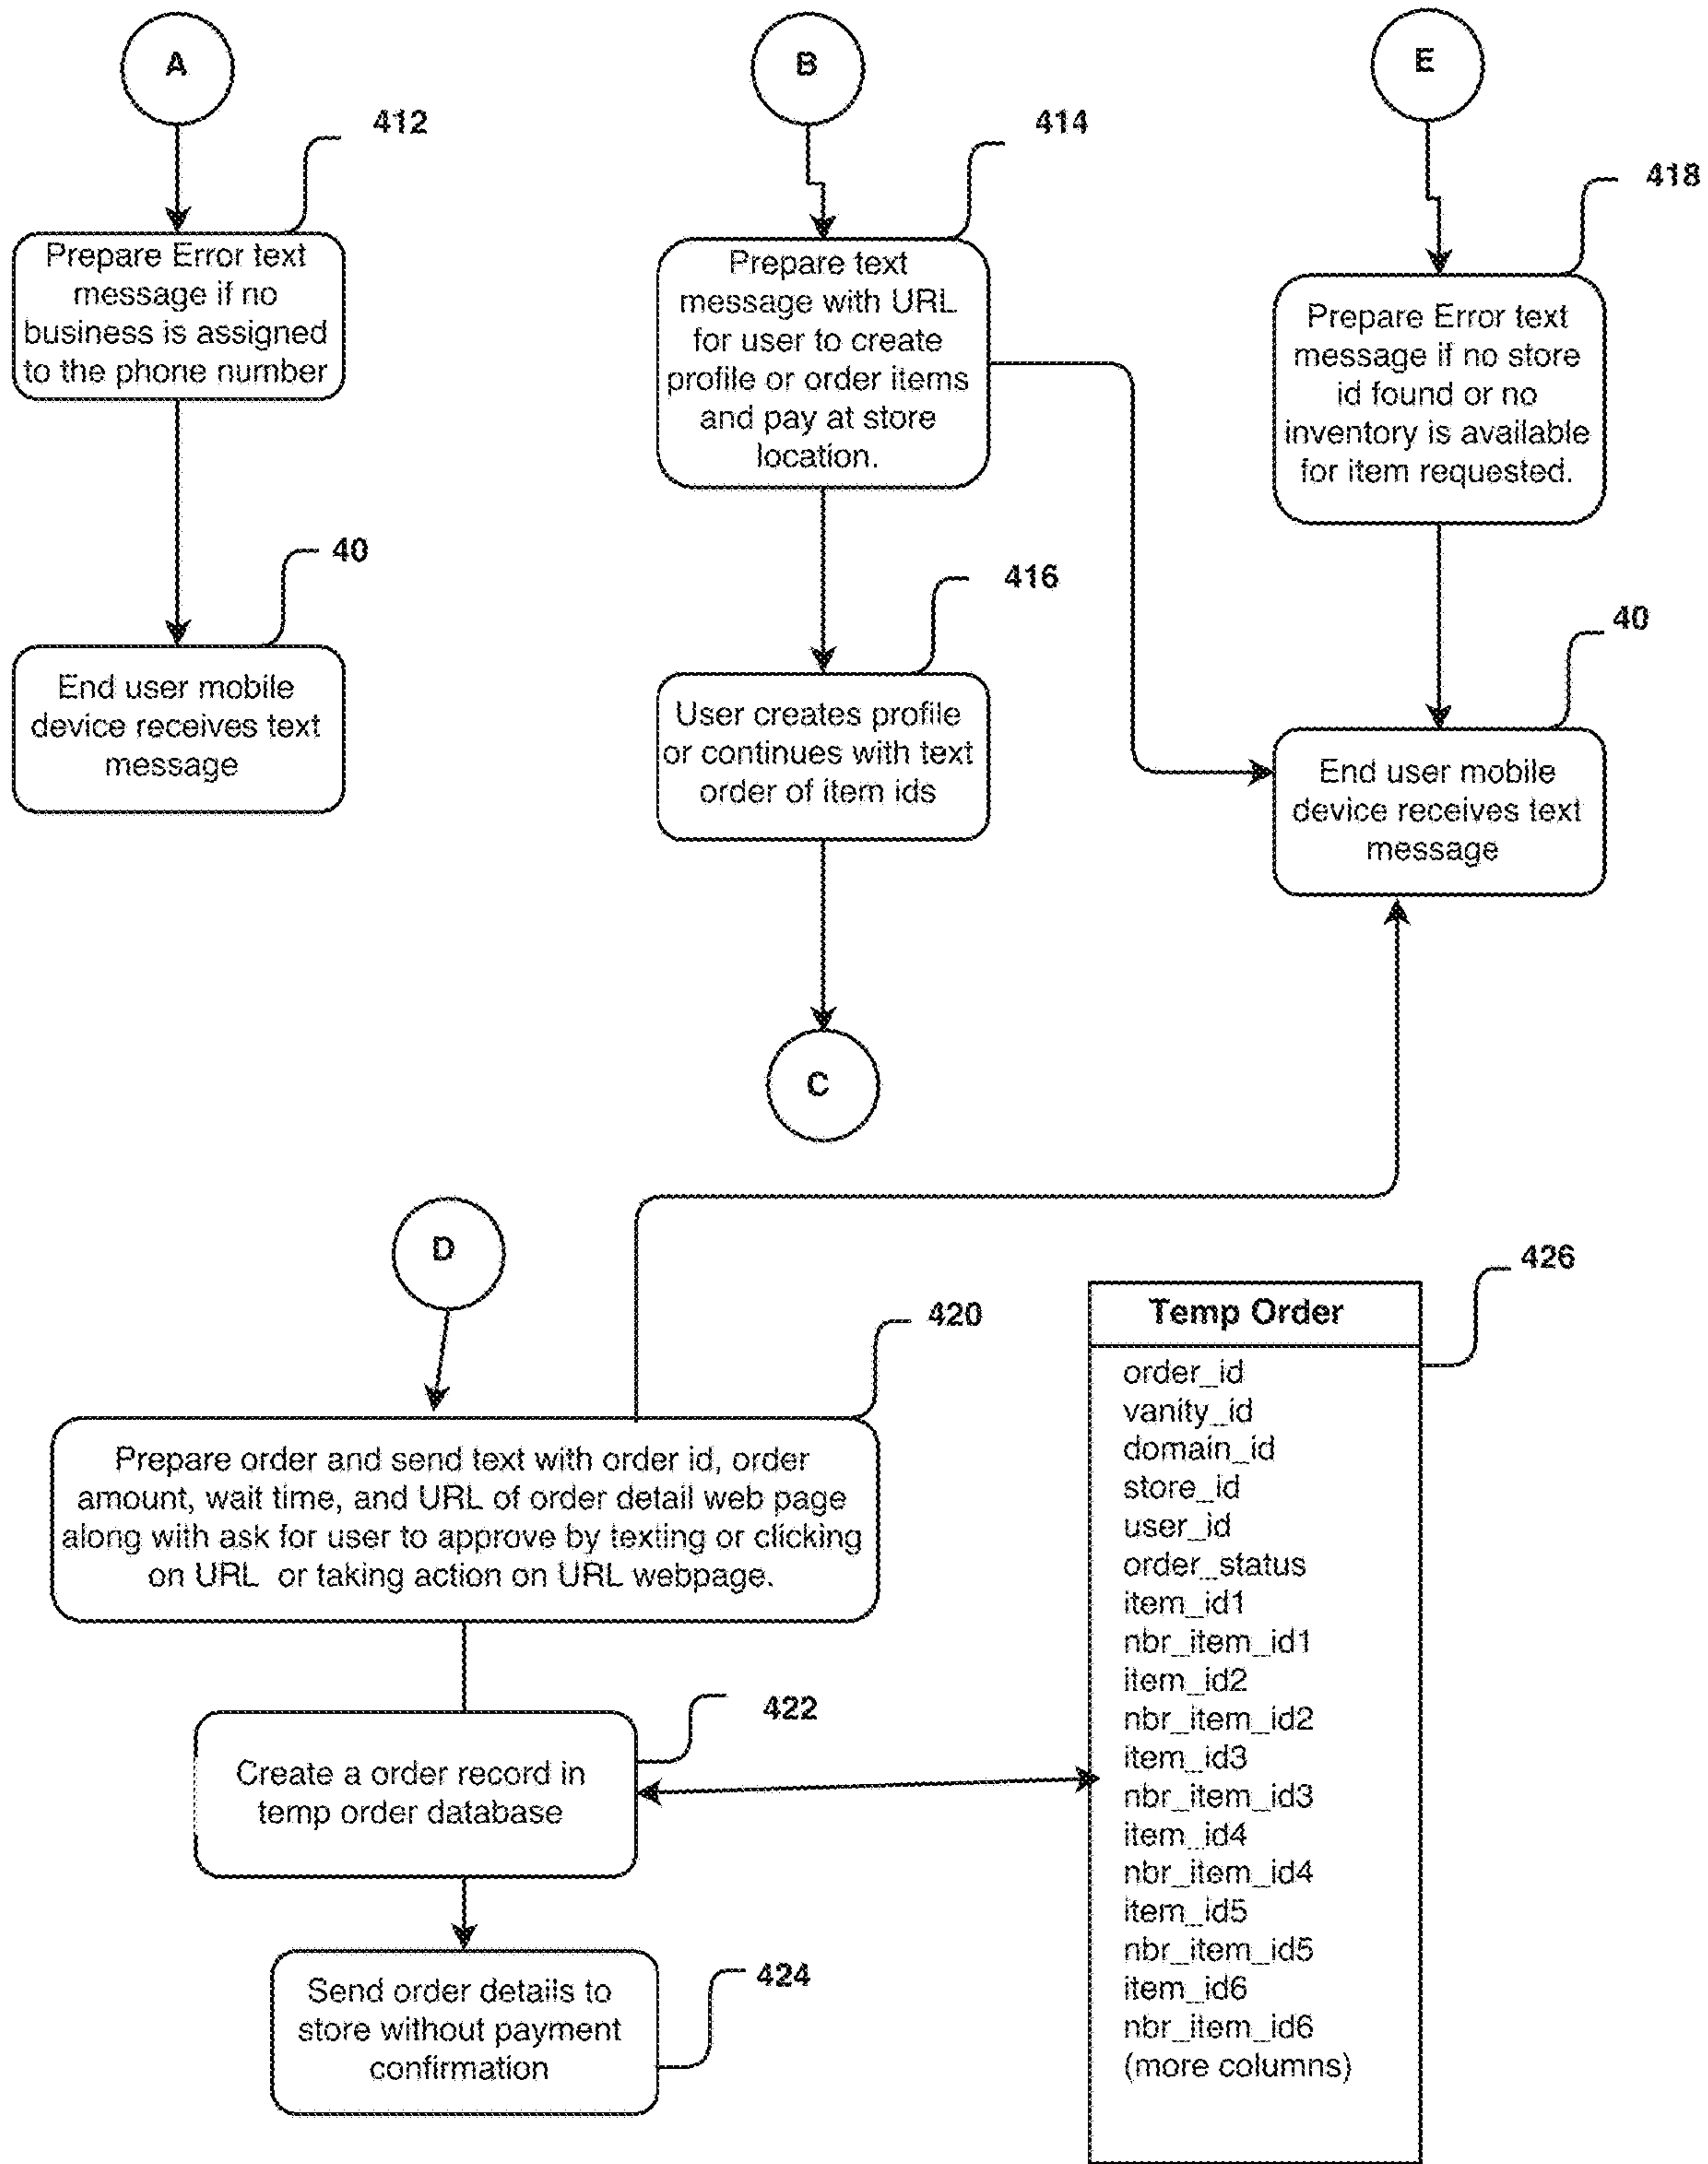 A
412
Prepare Error text
message if no
business is assigned
to the phone number
40
End user mobile
device receives text
message
B
414
Prepare text
message with URL
for user to create
profile or order items
and pay at store
location.
416
User creates profile
or continues with text
order of item ids
C
E
418
Prepare Error text
message if no store
id found or no
inventory is available
for item requested.
40
End user mobile
device receives text
message
D
420
Prepare order and send text with order id, order
amount, wait time, and URL of order detail web page
along with ask for user to approve by texting or clicking
on URL or taking action on URL webpage.
422
Create a order record in
temp order database
424
Send order details to
store without payment
confirmation
426
Temp Order
order_id
vanity_id
domain_id
store_id
user_id
order_status
item_id1
nbr_item_id1
item_id2
nbr_item_id2
item_id3
nbr_item_id3
item_id4
nbr_item_id4
item_id5
nbr_item_id5
item_id6
nbr_item_id6
(more columns)